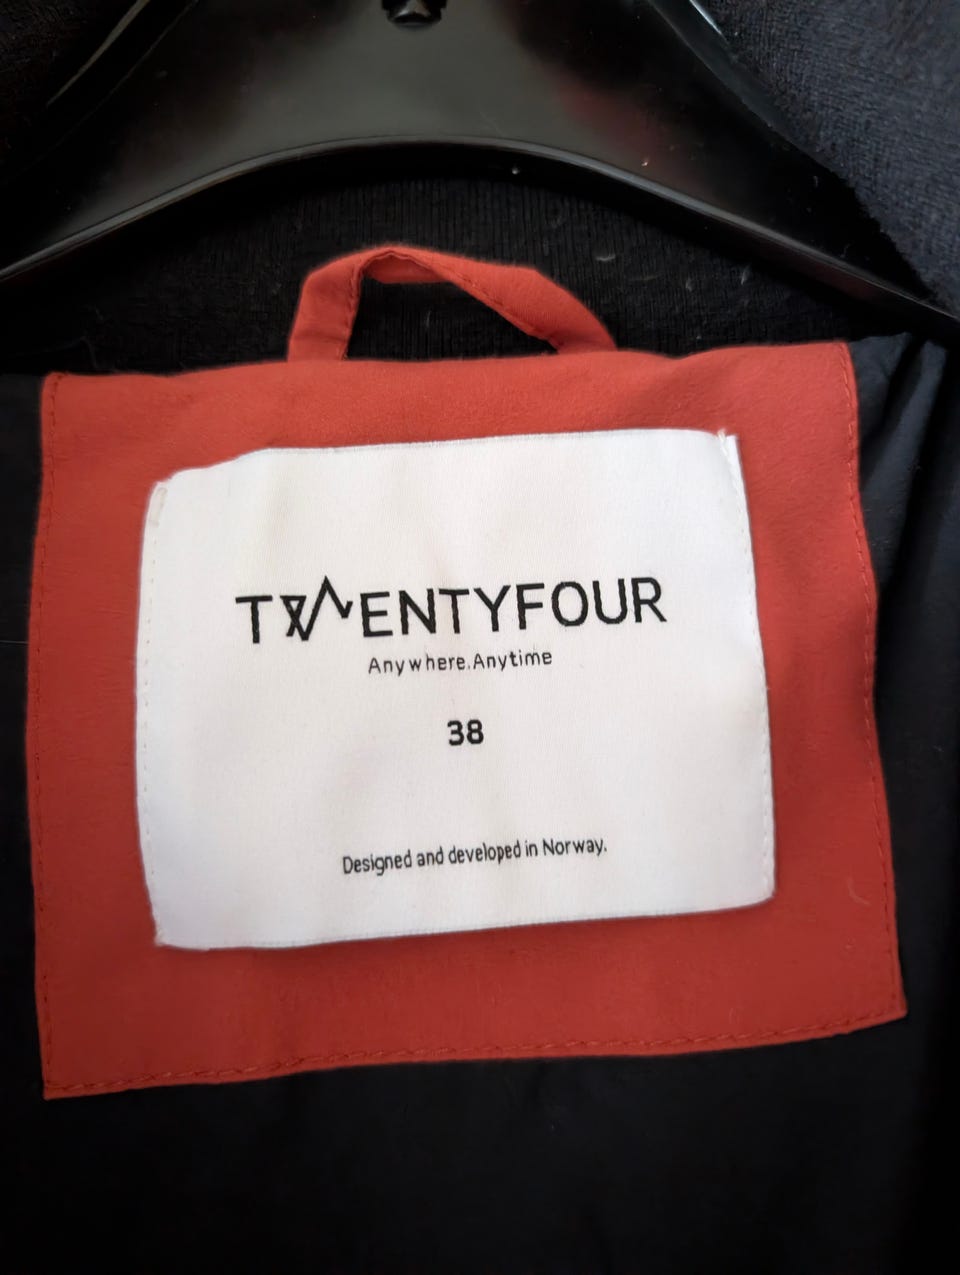 TWENTYFOUR
Anywhere.Anytime
38
Designed and developed in Norway.